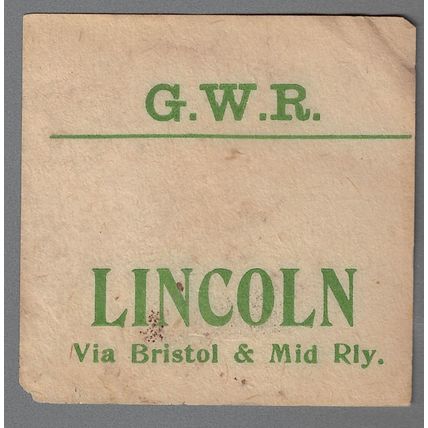 G.W.R.
LINCOLN
Via Bristol & Mid Rly.